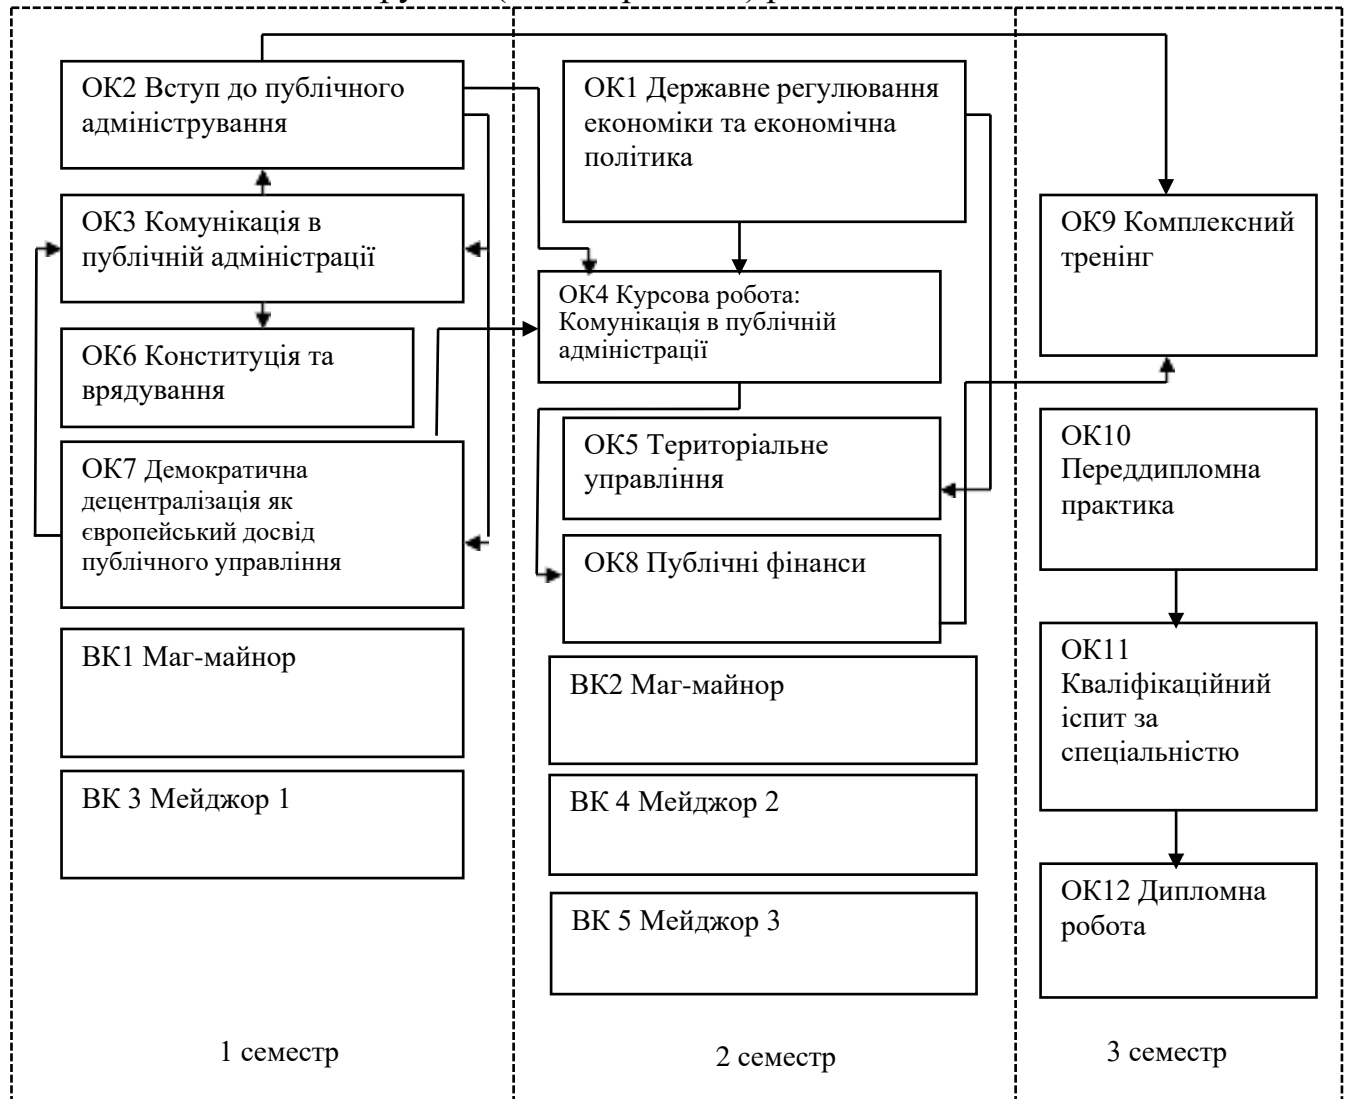 ОК2 Вступ до публічного
адміністрування
ОК3 Комунікація в
публічній адміністрації
ОК6 Конституція та
врядування
ОК7 Демократична
децентралізація як
європейський досвід
публічного управління
ВК1 Маг-майнор
ВК 3 Мейджор 1
1 семестр
ОК1 Державне регулювання
економіки та економічна
політика
ОК4 Курсова робота:
Комунікація в публічній
адміністрації
ОК5 Територіальне
управління
ОК8 Публічні фінанси
ВК2 Маг-майнор
ВК 4 Мейджор 2
ВК 5 Мейджор 3
2 семестр
ОК9 Комплексний
тренінг
ОК10
Переддипломна
практика
ОК11
Кваліфікаційний
іспит за
спеціальністю
ОК12 Дипломна
робота
3 семестр